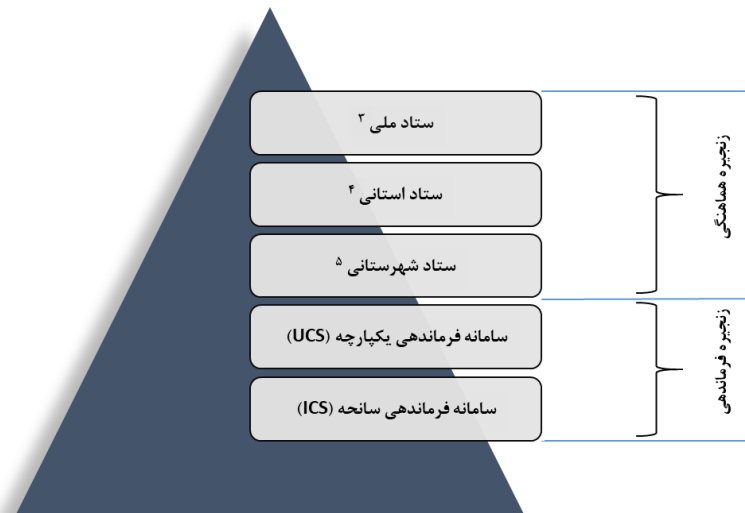 ستاد ملی ۳
ستاد استانی ۴
ستاد شهرستانی ۵
سامانه فرماندهی یکپارچه (UCS)
سامانه فرماندهی سانحه (ICS)
زنجیره هماهنگی
زنجیره فرماندهی